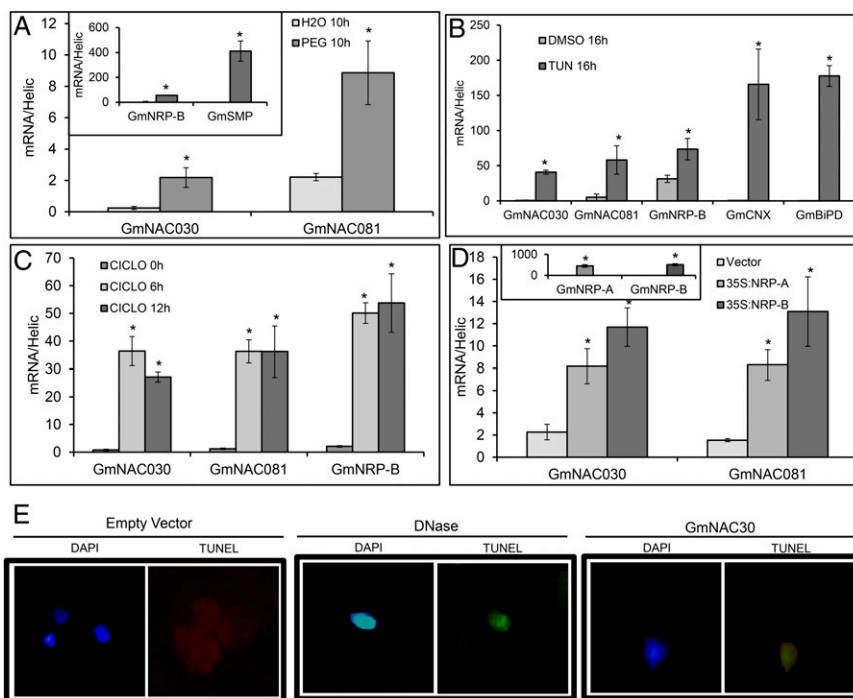 A
mRNA/Helic
12
10
8
6
4
2
0
H2O 10h
PEG 10h
mRNA/Helic
600
400
200
0
*
*
GmNRP-B
GmSMP
*
*
GmNAC030
GmNAC081
B
mRNA/Helic
250
200
150
100
50
0
DMSO 16h
TUN 16h
*
*
*
*
*
GmNAC030
GmNAC081
GmNRP-B
GmCNX
GmBiPD
C
mRNA/Helic
70
60
50
40
30
20
10
0
CICLO 0h
CICLO 6h
CICLO 12h
*
*
*
*
*
*
GmNAC030
GmNAC081
GmNRP-B
D
mRNA/Helic
18
16
14
12
10
8
6
4
2
0
1000
0
*
*
GmNRP-A
GmNRP-B
Vector
35S:NRP-A
35S:NRP-B
*
*
*
*
GmNAC030
GmNAC081
E
Empty Vector
DAPI
TUNEL
DNase
DAPI
TUNEL
GmNAC30
DAPI
TUNEL